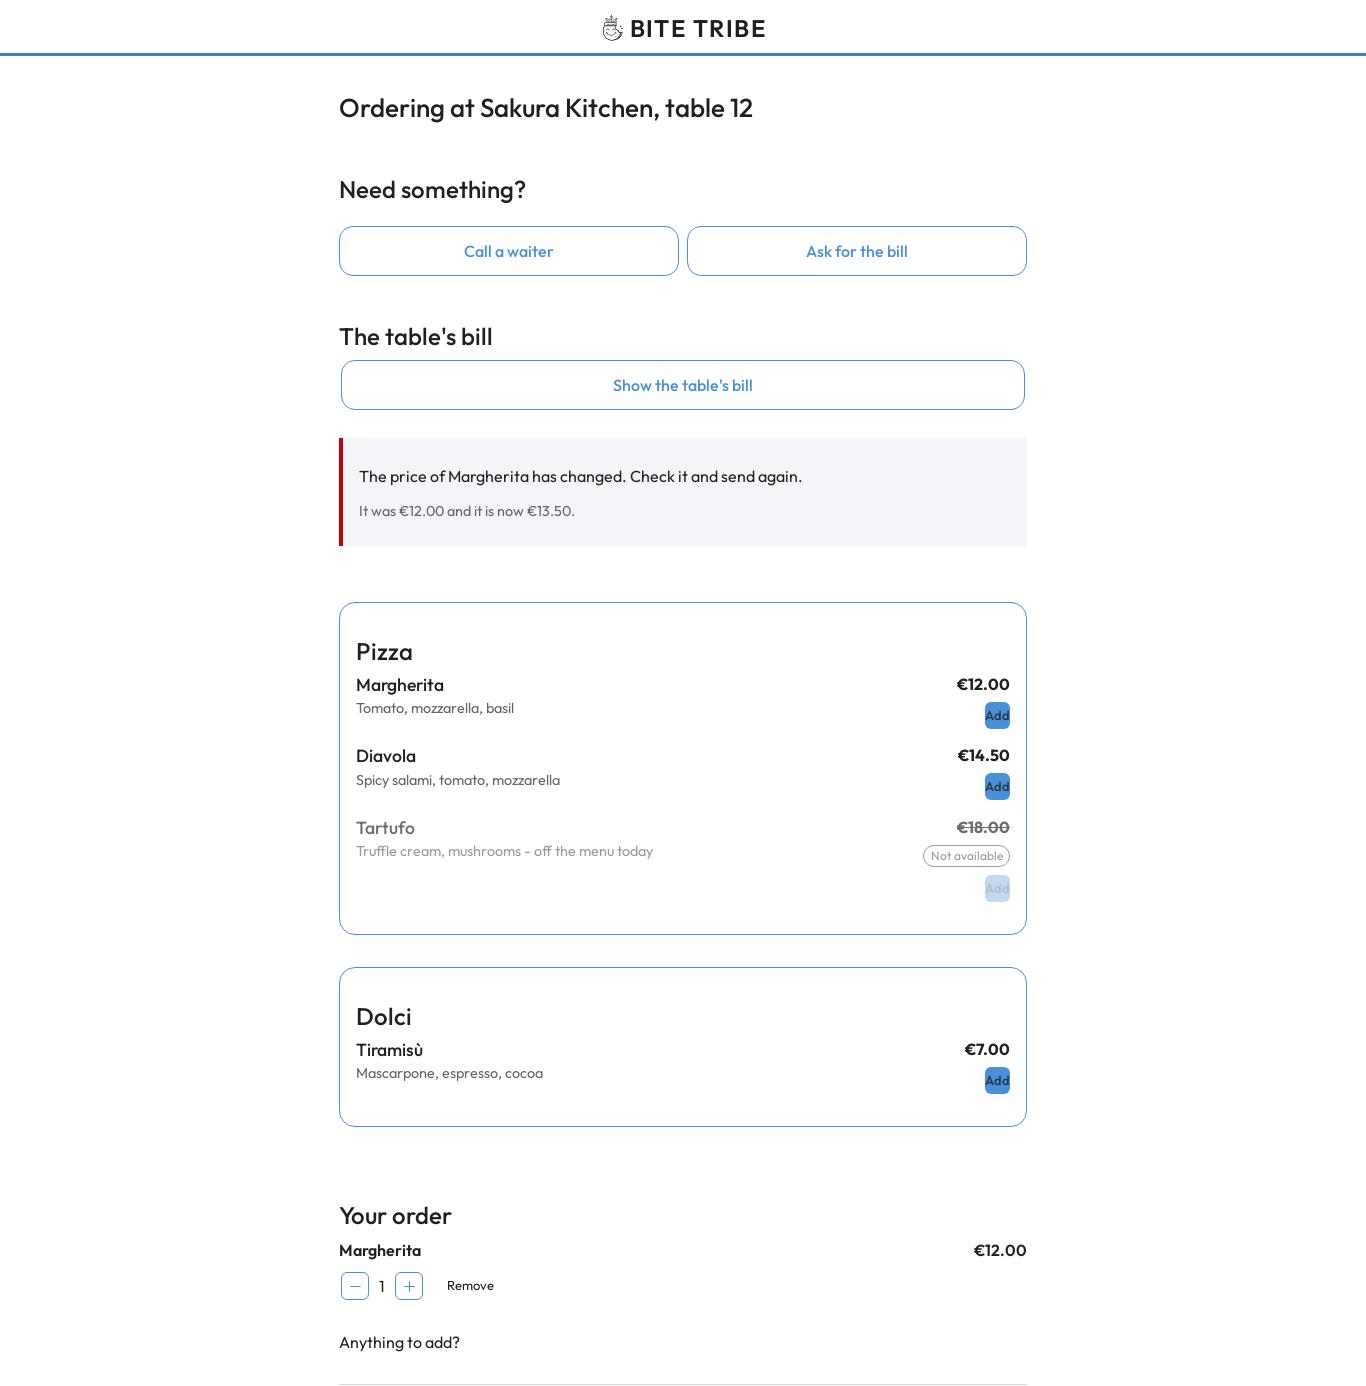 BITE TRIBE
Ordering at Sakura Kitchen, table 12
Need something?
Call a waiter
Ask for the bill
The table's bill
Show the table's bill
The price of Margherita has changed. Check it and send again.
It was €12.00 and it is now €13.50.
Pizza
Margherita €12.00
Tomato, mozzarella, basil
Add
Diavola €14.50
Spicy salami, tomato, mozzarella
Add
Tartufo €18.00
Truffle cream, mushrooms - off the menu today
Not available
Add
Dolci
Tiramisù €7.00
Mascarpone, espresso, cocoa
Add
Your order
Margherita €12.00
− 1 + Remove
Anything to add?